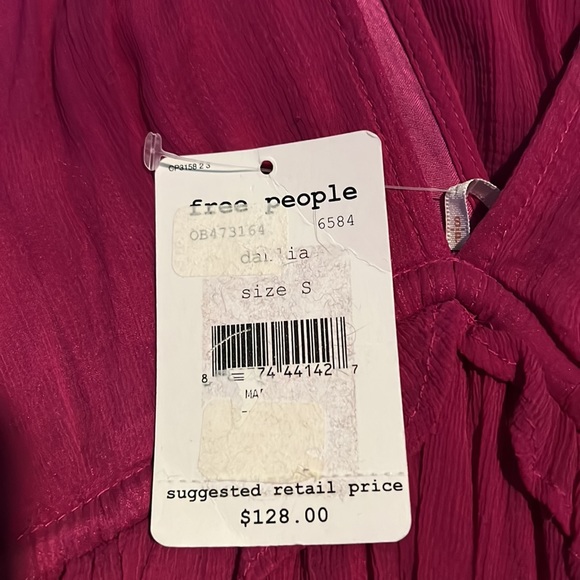 CP3158 2 3
free people
OB473164 6584
dahlia
size S
8 74 44142 7
suggested retail price
$128.00